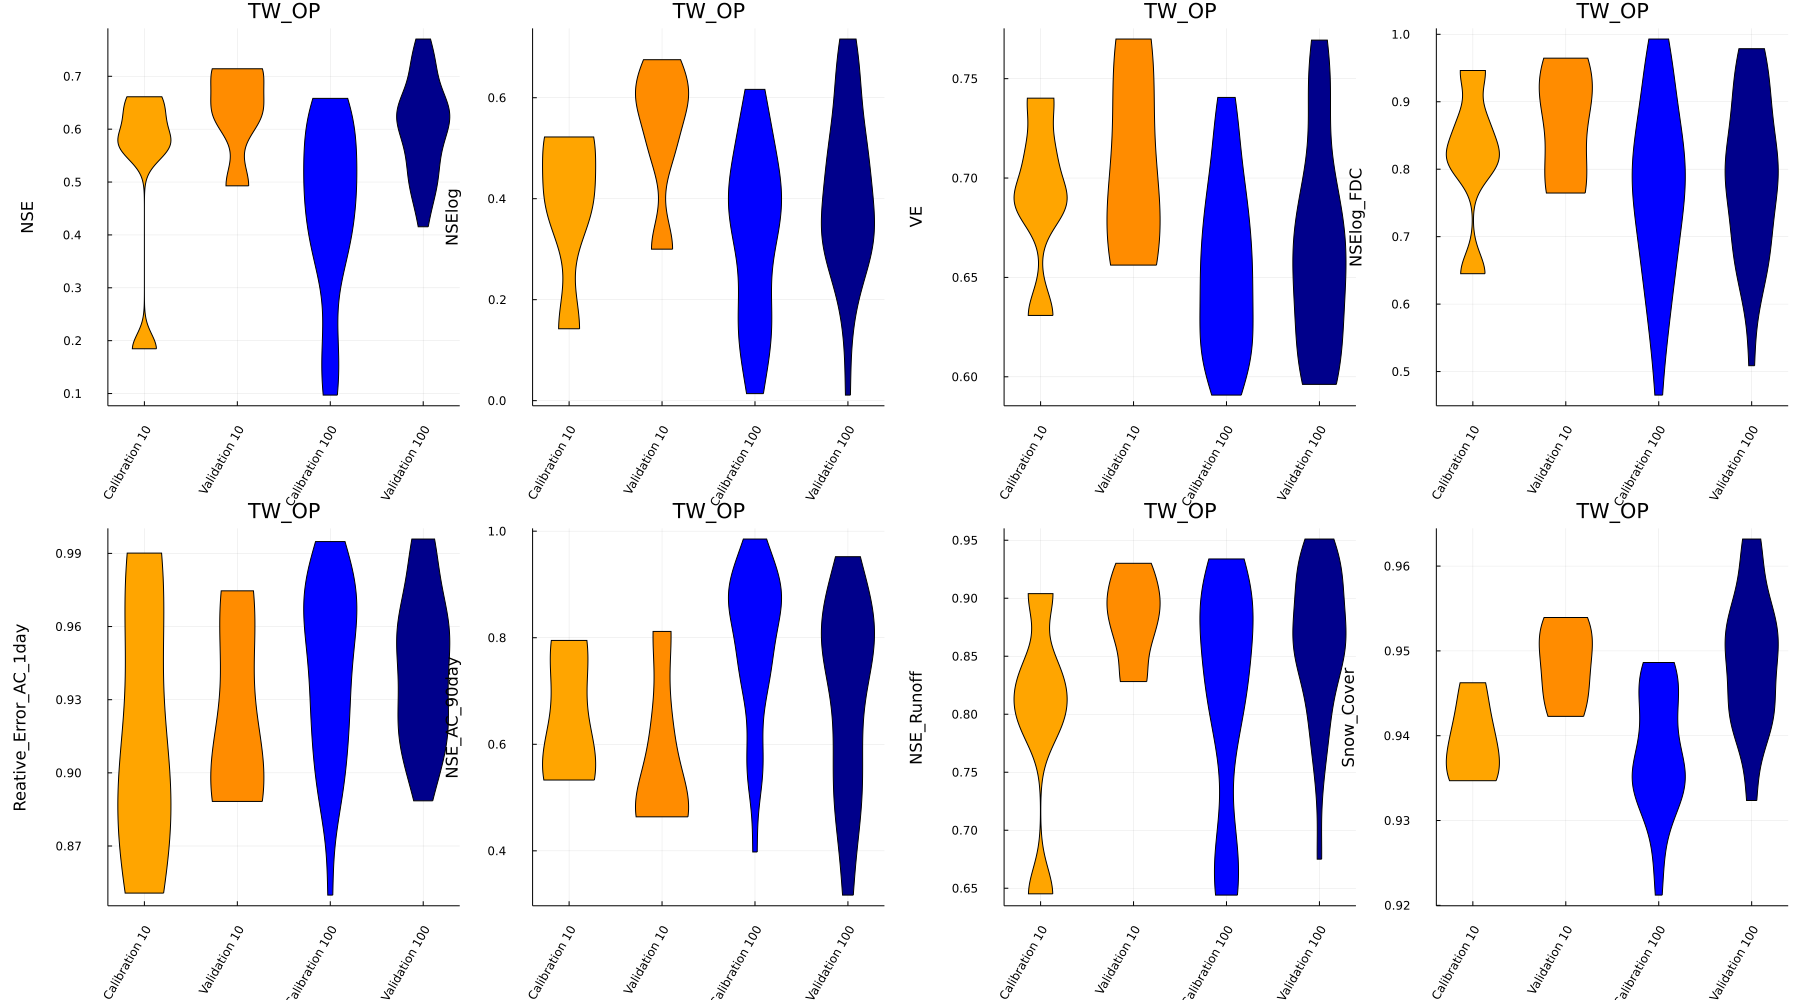 TW_OP
TW_OP
TW_OP
TW_OP
NSE
0.7
0.6
0.5
0.4
0.3
0.2
0.1
Calibration 10
Validation 10
Calibration 100
Validation 100
NSElog
0.6
0.4
0.2
0.0
Calibration 10
Validation 10
Calibration 100
Validation 100
VE
0.75
0.70
0.65
0.60
Calibration 10
Validation 10
Calibration 100
Validation 100
NSElog_FDC
1.0
0.9
0.8
0.7
0.6
0.5
Calibration 10
Validation 10
Calibration 100
Validation 100
TW_OP
TW_OP
TW_OP
TW_OP
Reative_Error_AC_1day
0.99
0.96
0.93
0.90
0.87
Calibration 10
Validation 10
Calibration 100
Validation 100
NSE_AC_90day
1.0
0.8
0.6
0.4
Calibration 10
Validation 10
Calibration 100
Validation 100
NSE_Runoff
0.95
0.90
0.85
0.80
0.75
0.70
0.65
Calibration 10
Validation 10
Calibration 100
Validation 100
Snow_Cover
0.96
0.95
0.94
0.93
0.92
Calibration 10
Validation 10
Calibration 100
Validation 100